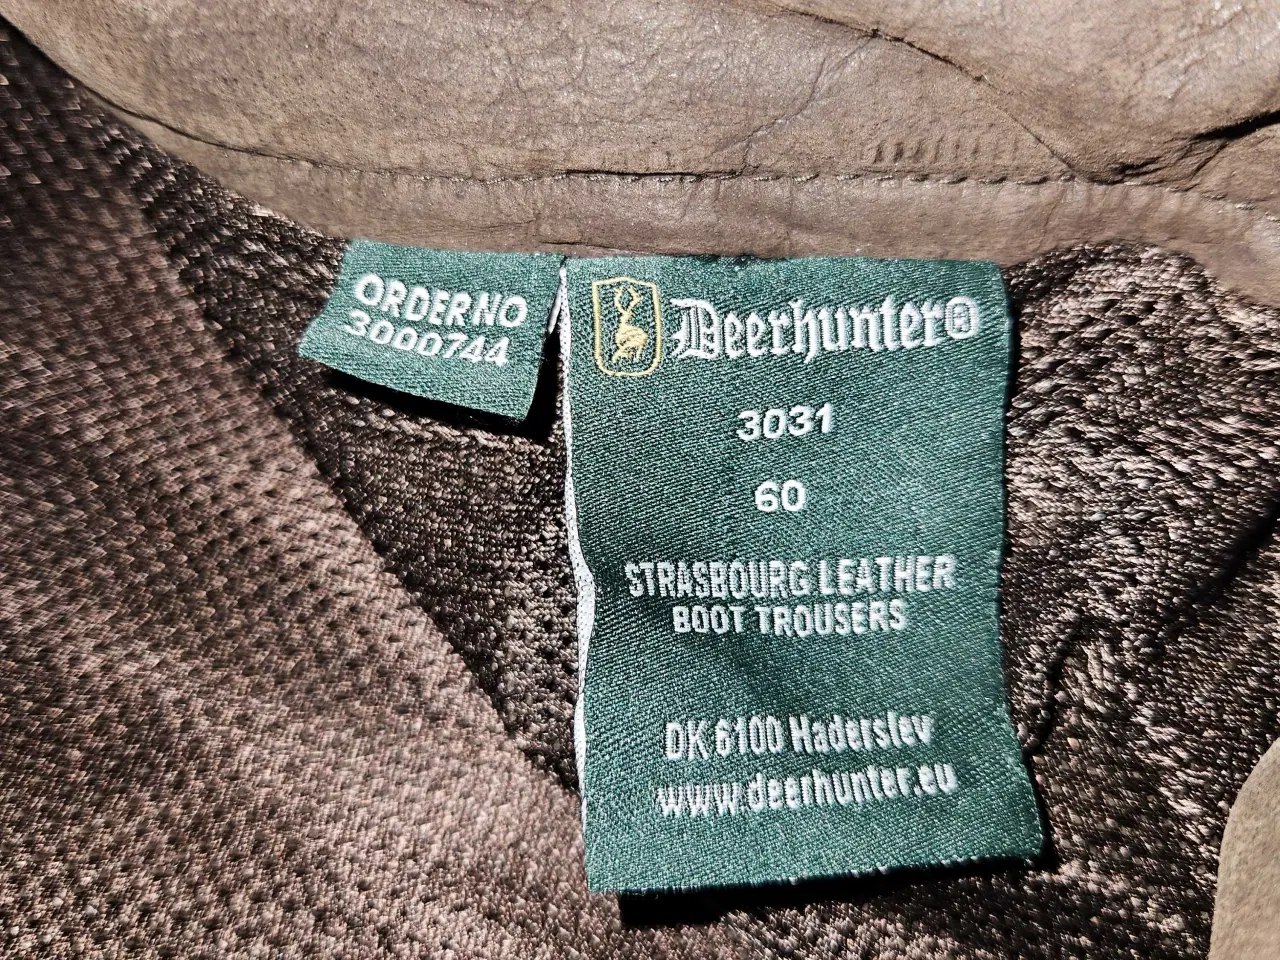 ORDER NO
3000744
Deerhunter®
3031
60
STRASBOURG LEATHER
BOOT TROUSERS
DK 6100 Haderslev
www.deerhunter.eu